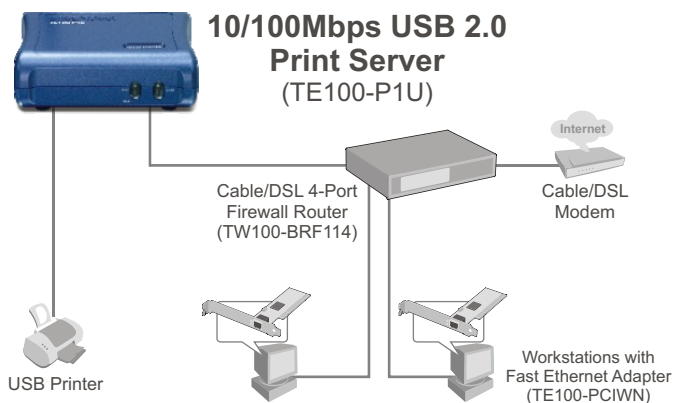 10/100Mbps USB 2.0
Print Server
(TE100-P1U)
Internet
Cable/DSL 4-Port
Firewall Router
(TW100-BRF114)
Cable/DSL
Modem
USB Printer
Workstations with
Fast Ethernet Adapter
(TE100-PCIWN)